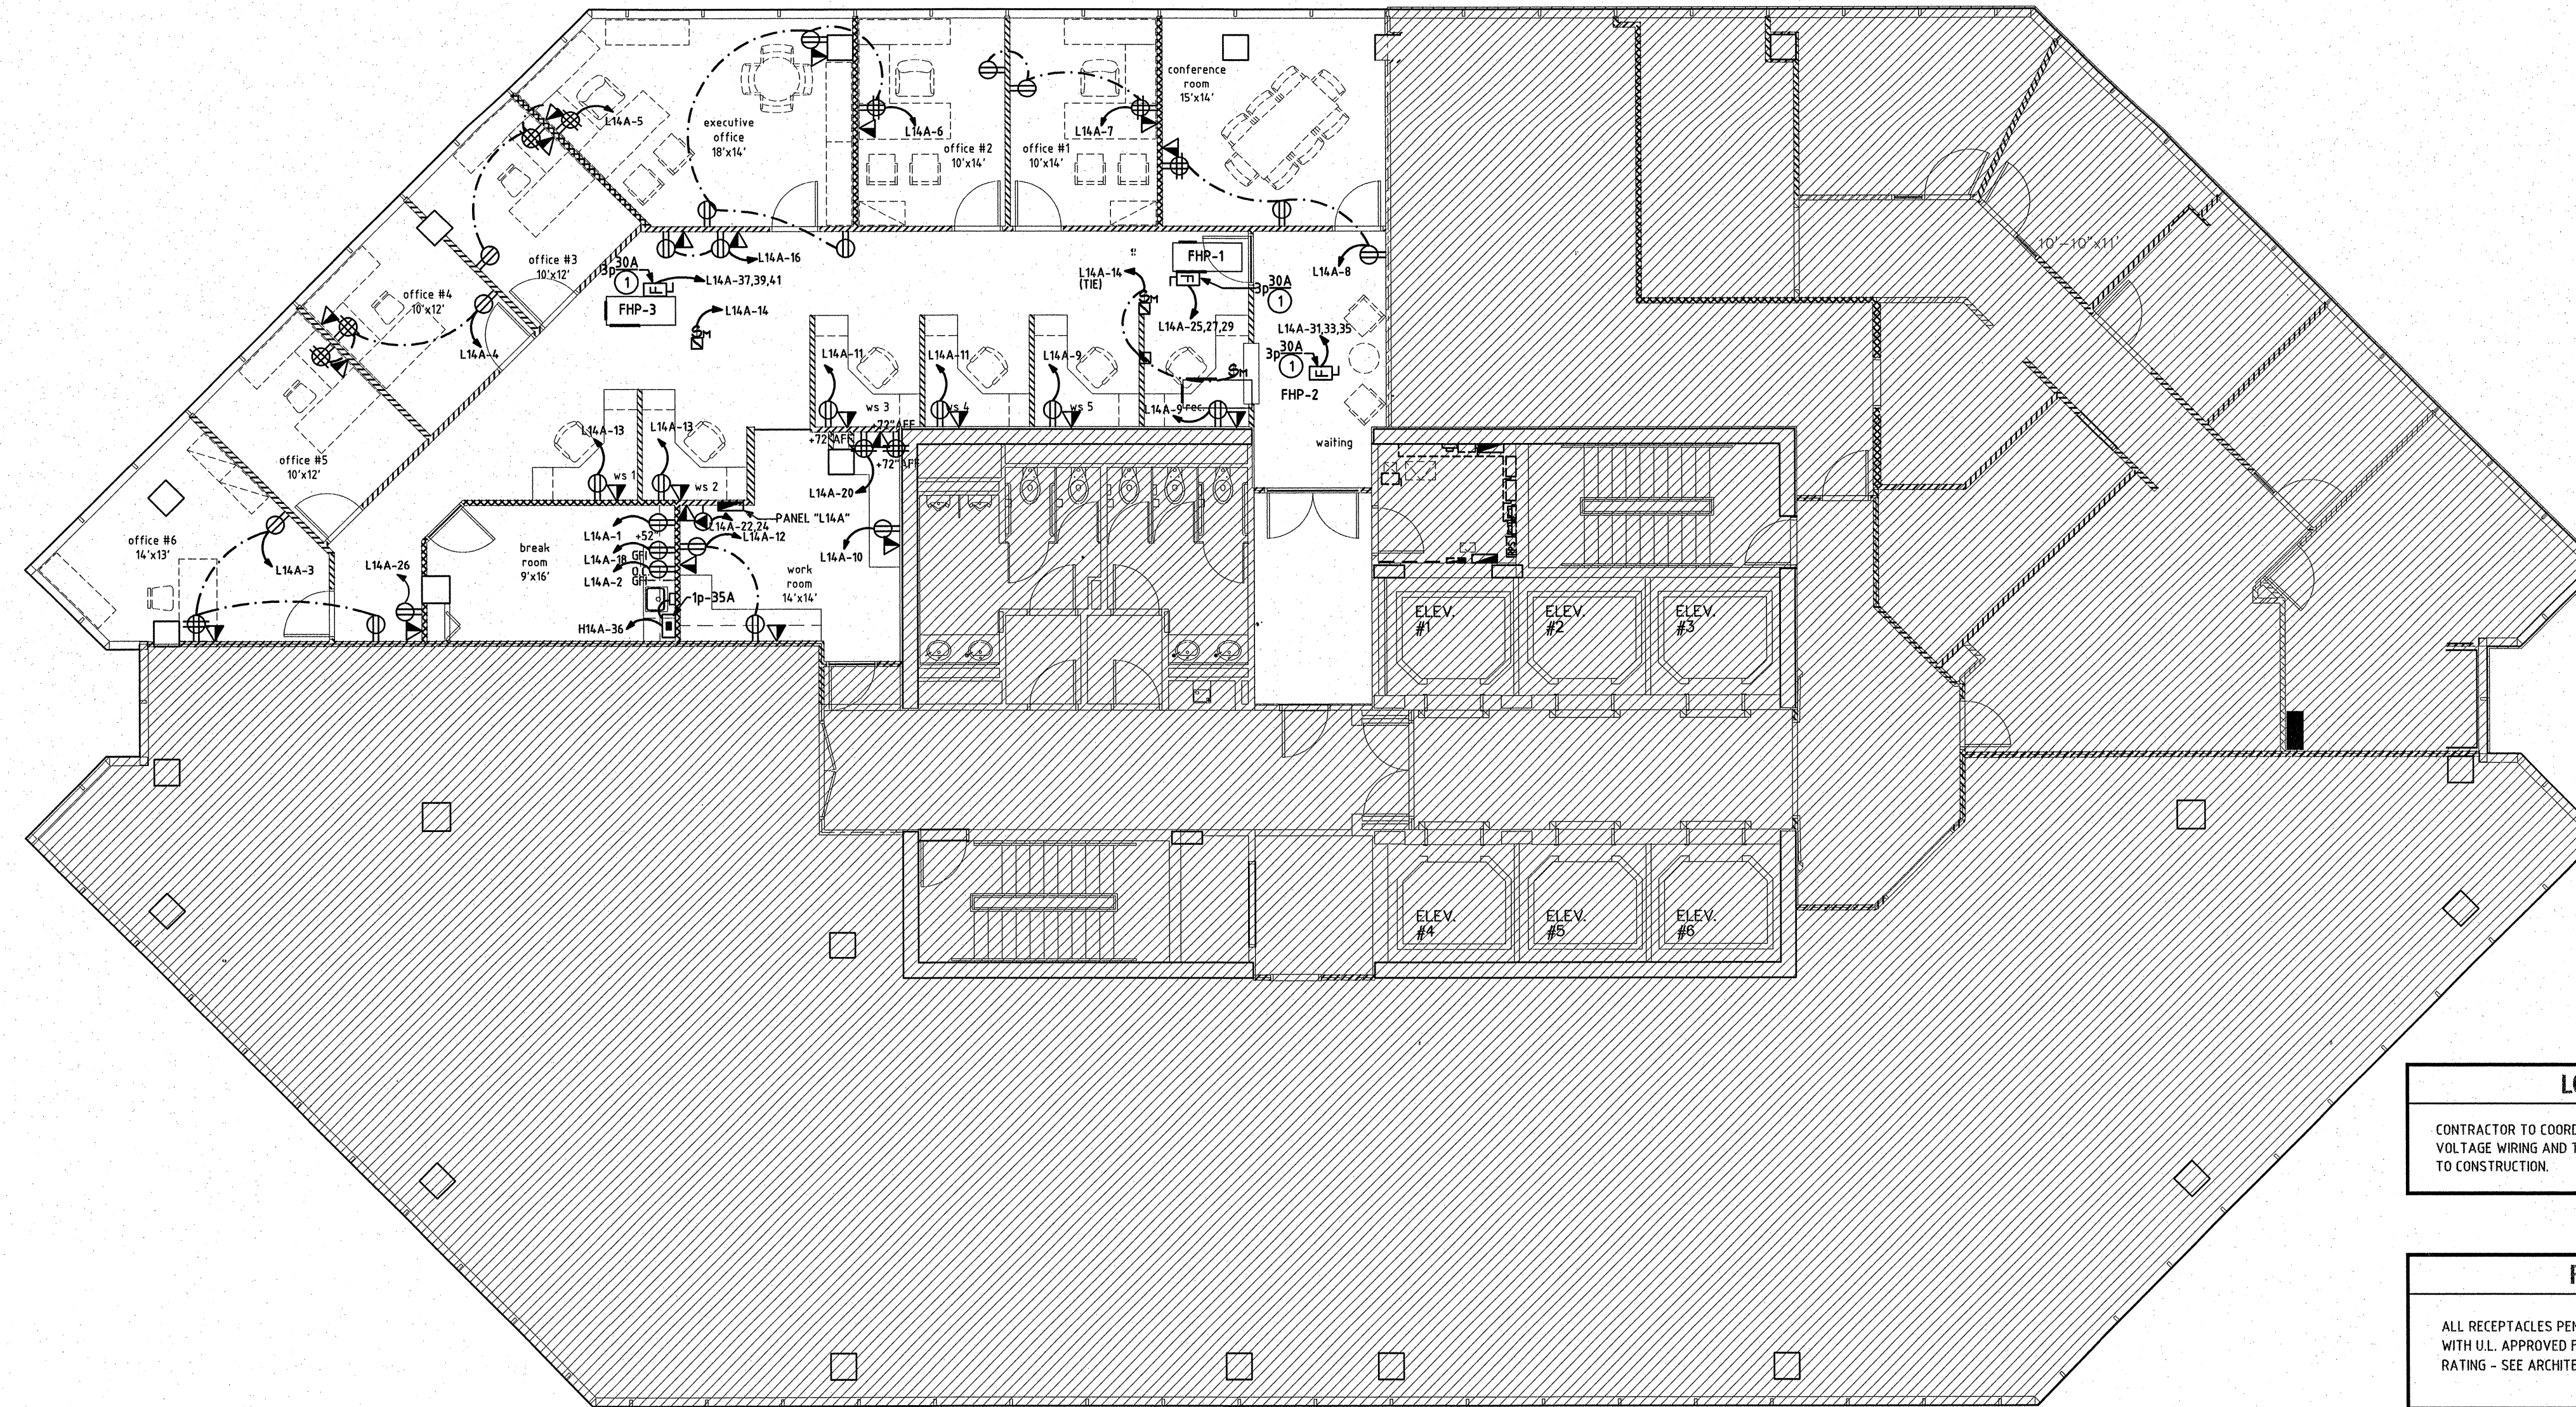 conference
room
15'x14'
L14A-5
executive
office
18'x14'
L14A-6
office #2
10'x14'
L14A-7
office #1
10'x14'
10'-10"x11'
office #3
10'x12'
3p 30A
1
L14A-37,39,41
FHP-3
L14A-16
L14A-14
$M
L14A-14
(TIE)
$M
FHP-1
3p 30A
1
L14A-8
L14A-25,27,29
L14A-31,33,35
3p 30A
1
FHP-2
$M
office #4
10'x12'
L14A-4
L14A-11
L14A-11
L14A-9
ws 3
ws 4
ws 5
L14A-9
rec.
L14A-13
L14A-13
+72" AFF
+72" AFF
+72" AFF
waiting
office #5
10'x12'
ws 1
ws 2
L14A-20
PANEL "L14A"
L14A-22,24
L14A-12
L14A-10
office #6
14'x13'
L14A-3
L14A-26
break
room
9'x16'
L14A-1
+52"
L14A-18
GFI
L14A-2
GFI
1p-35A
H14A-36
work
room
14'x14'
ELEV.
#1
ELEV.
#2
ELEV.
#3
ELEV.
#4
ELEV.
#5
ELEV.
#6
CONTRACTOR TO COORD
VOLTAGE WIRING AND T
TO CONSTRUCTION.
ALL RECEPTACLES PEN
WITH U.L. APPROVED F
RATING - SEE ARCHITE